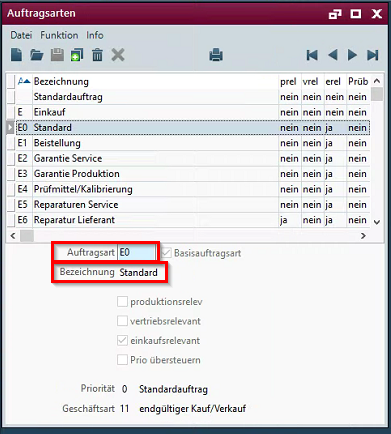 Auftragsarten
Datei Funktion Info
A Bezeichnung prel vrel erel Prüb
Standardauftrag nein nein nein nein
E Einkauf nein nein nein nein
E0 Standard nein nein ja nein
E1 Beistellung nein nein ja nein
E2 Garantie Service nein nein ja nein
E3 Garantie Produktion nein nein ja nein
E4 Prüfmittel/Kalibrierung nein nein ja nein
E5 Reparaturen Service nein nein ja nein
E6 Reparatur Lieferant ja nein ja nein
Auftragsart E0 Basisauftragsart
Bezeichnung Standard
produktionsrelev
vertriebsrelevant
einkaufsrelevant
Prio übersteuern
Priorität 0 Standardauftrag
Geschäftsart 11 endgültiger Kauf/Verkauf